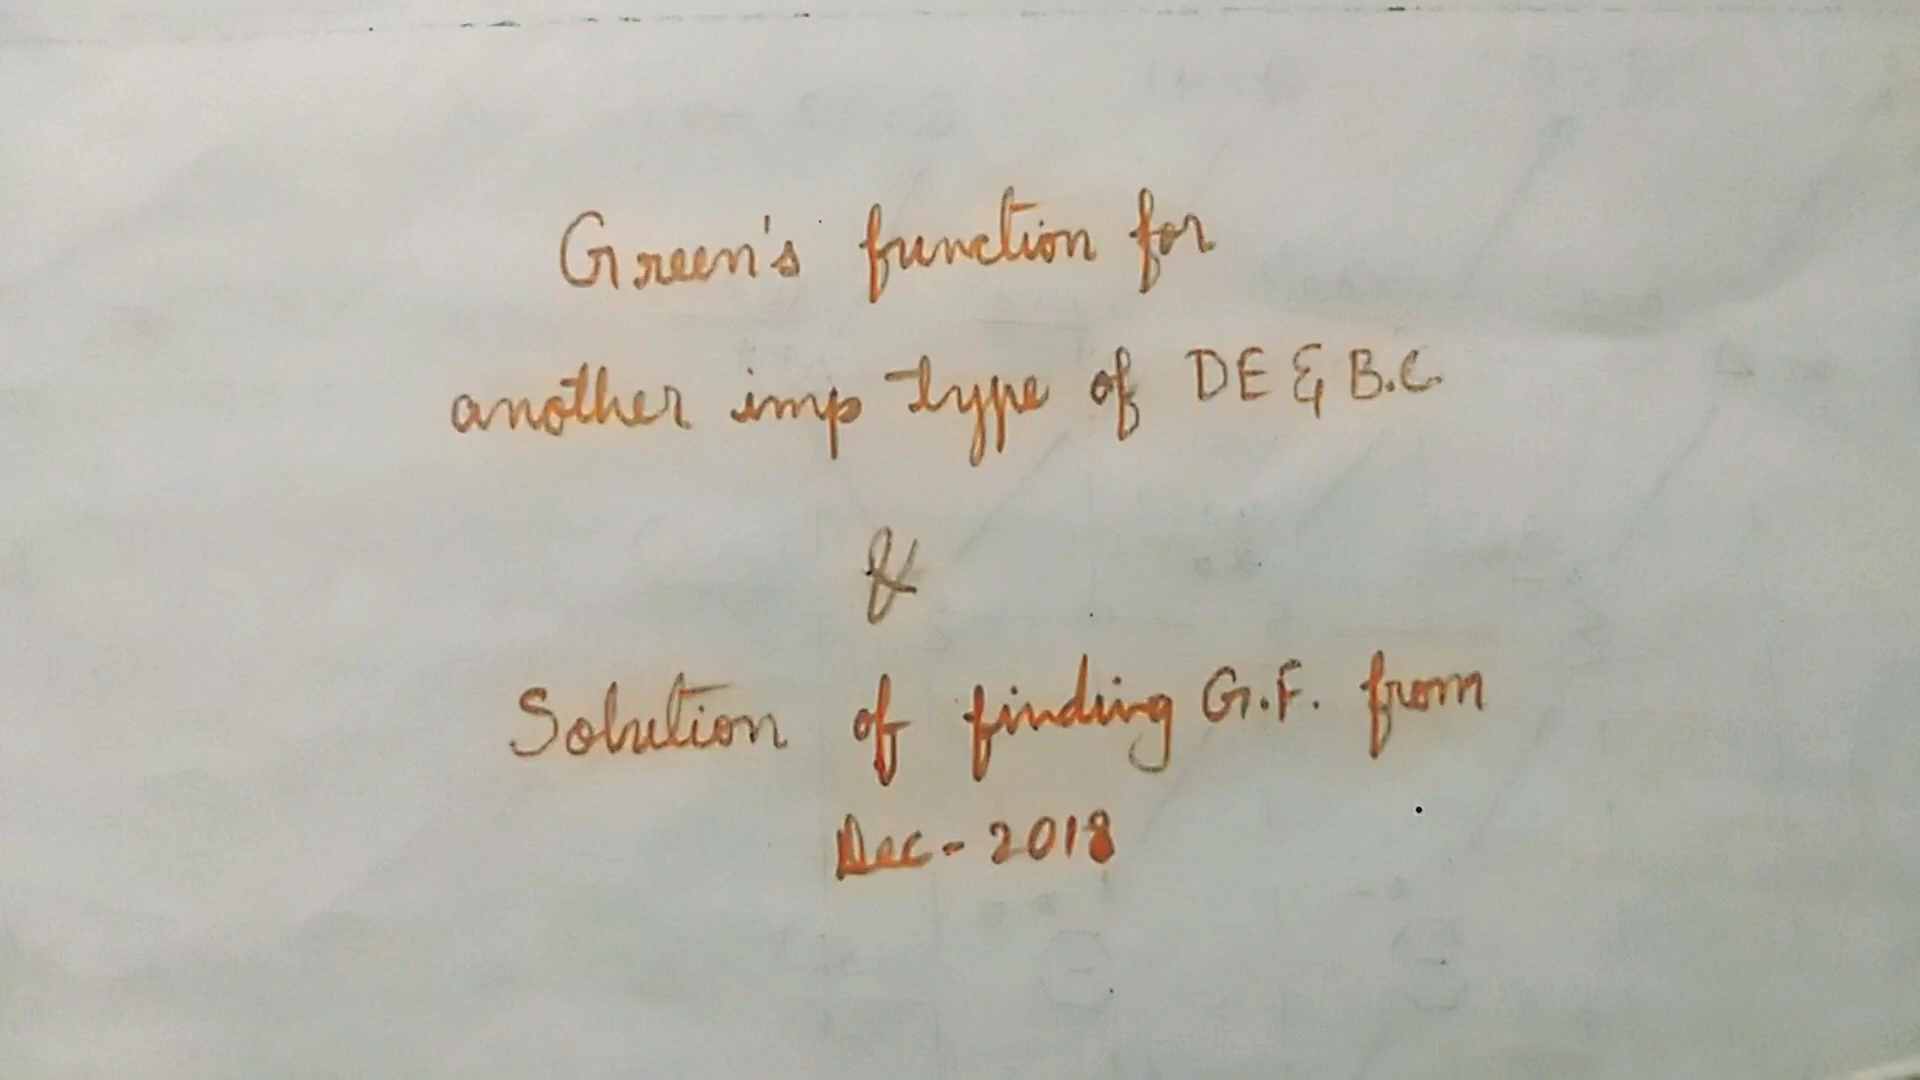 Green's function for
another imp type of DE & B.C.
&
Solution of finding G.F. from
Dec - 2018